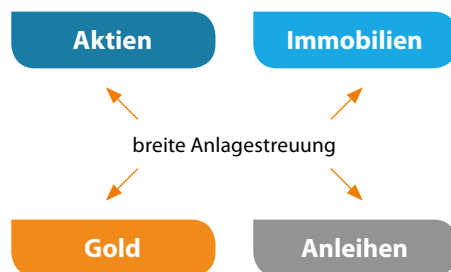 Aktien
Immobilien
breite Anlagestreuung
Gold
Anleihen